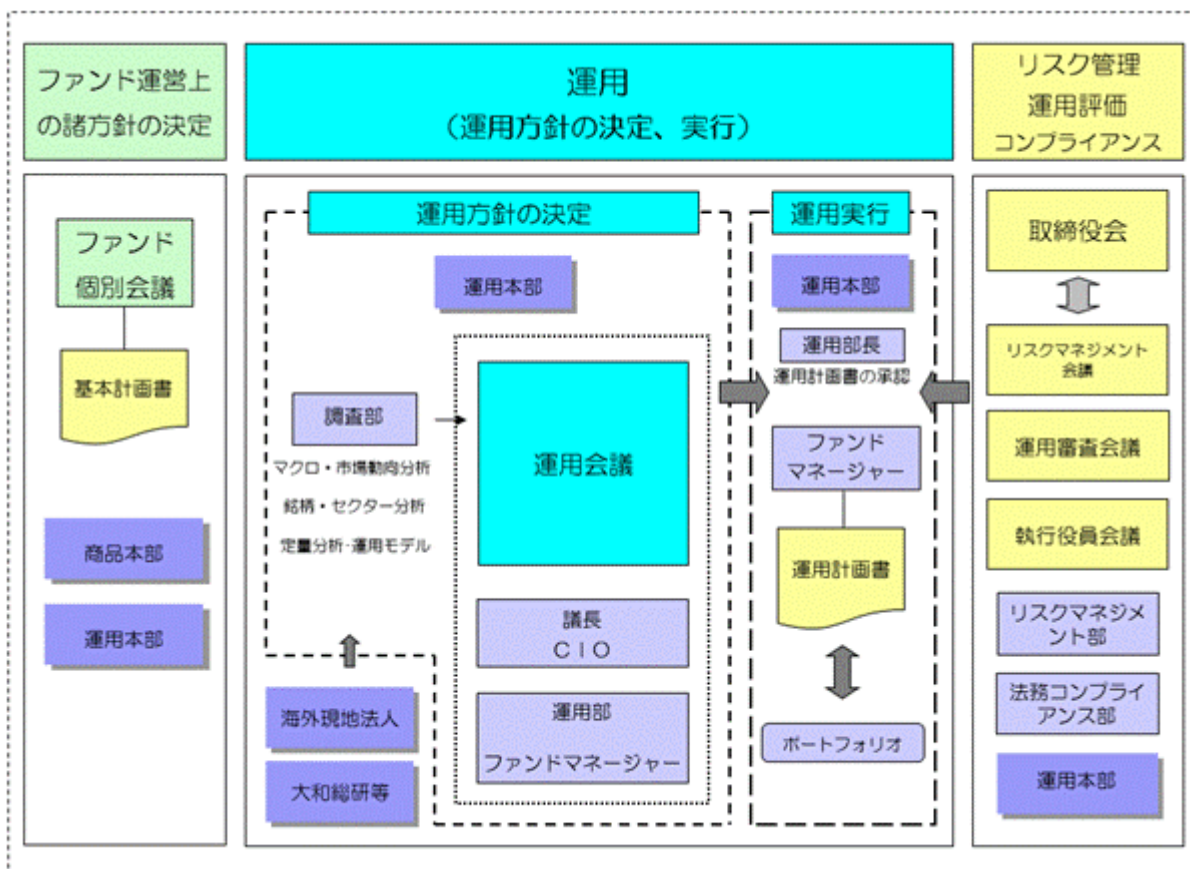 ファンド運営上
の諸方針の決定
運用
(運用方針の決定、実行)
リスク管理
運用評価
コンプライアンス
ファンド
個別会議
基本計画書
商品本部
運用本部
運用方針の決定
運用本部
調査部
マクロ・市場動向分析
銘柄・セクター分析
定量分析・運用モデル
運用会議
議長
CIO
運用部
ファンドマネージャー
海外現地法人
大和総研等
運用実行
運用本部
運用部長
運用計画書の承認
ファンド
マネージャー
運用計画書
ポートフォリオ
取締役会
リスクマネジメント
会議
運用審査会議
執行役員会議
リスクマネジメ
ント部
法務コンプライ
アンス部
運用本部